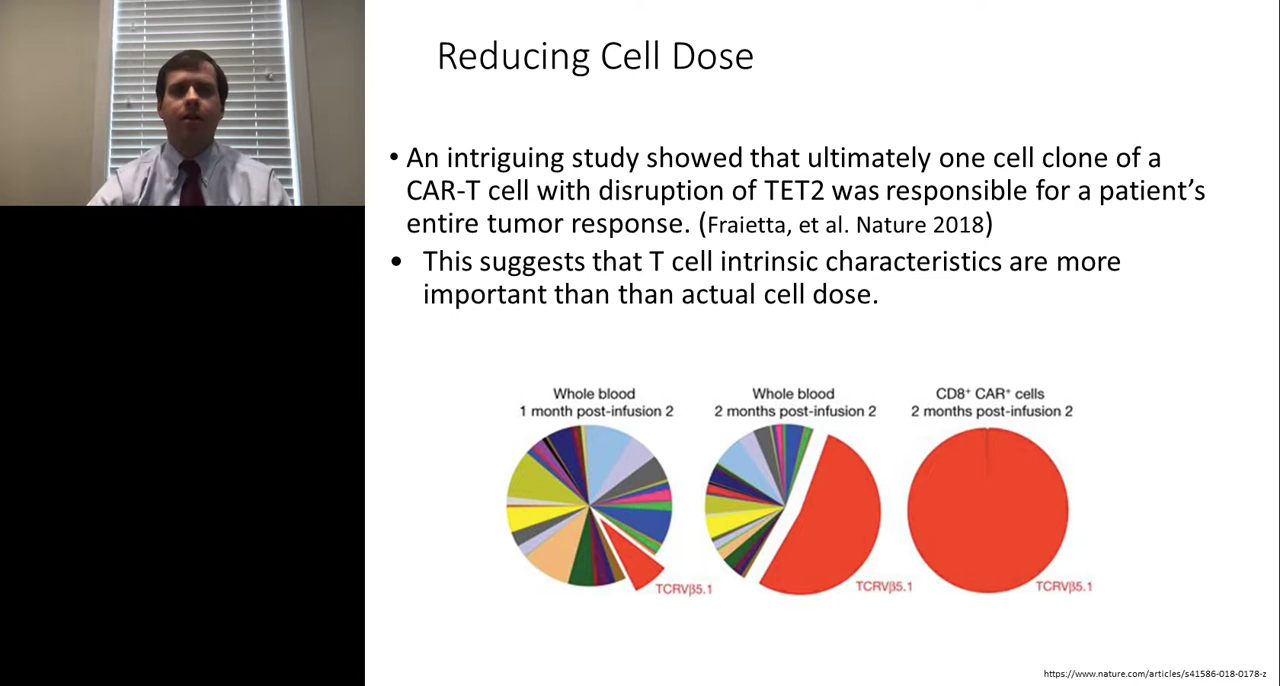 Reducing Cell Dose
• An intriguing study showed that ultimately one cell clone of a
CAR-T cell with disruption of TET2 was responsible for a patient’s
entire tumor response. (Fraietta, et al. Nature 2018)
• This suggests that T cell intrinsic characteristics are more
important than than actual cell dose.
Whole blood
1 month post-infusion 2
Whole blood
2 months post-infusion 2
CD8⁺ CAR⁺ cells
2 months post-infusion 2
TCRVβ5.1
TCRVβ5.1
TCRVβ5.1
https://www.nature.com/articles/s41586-018-0178-z